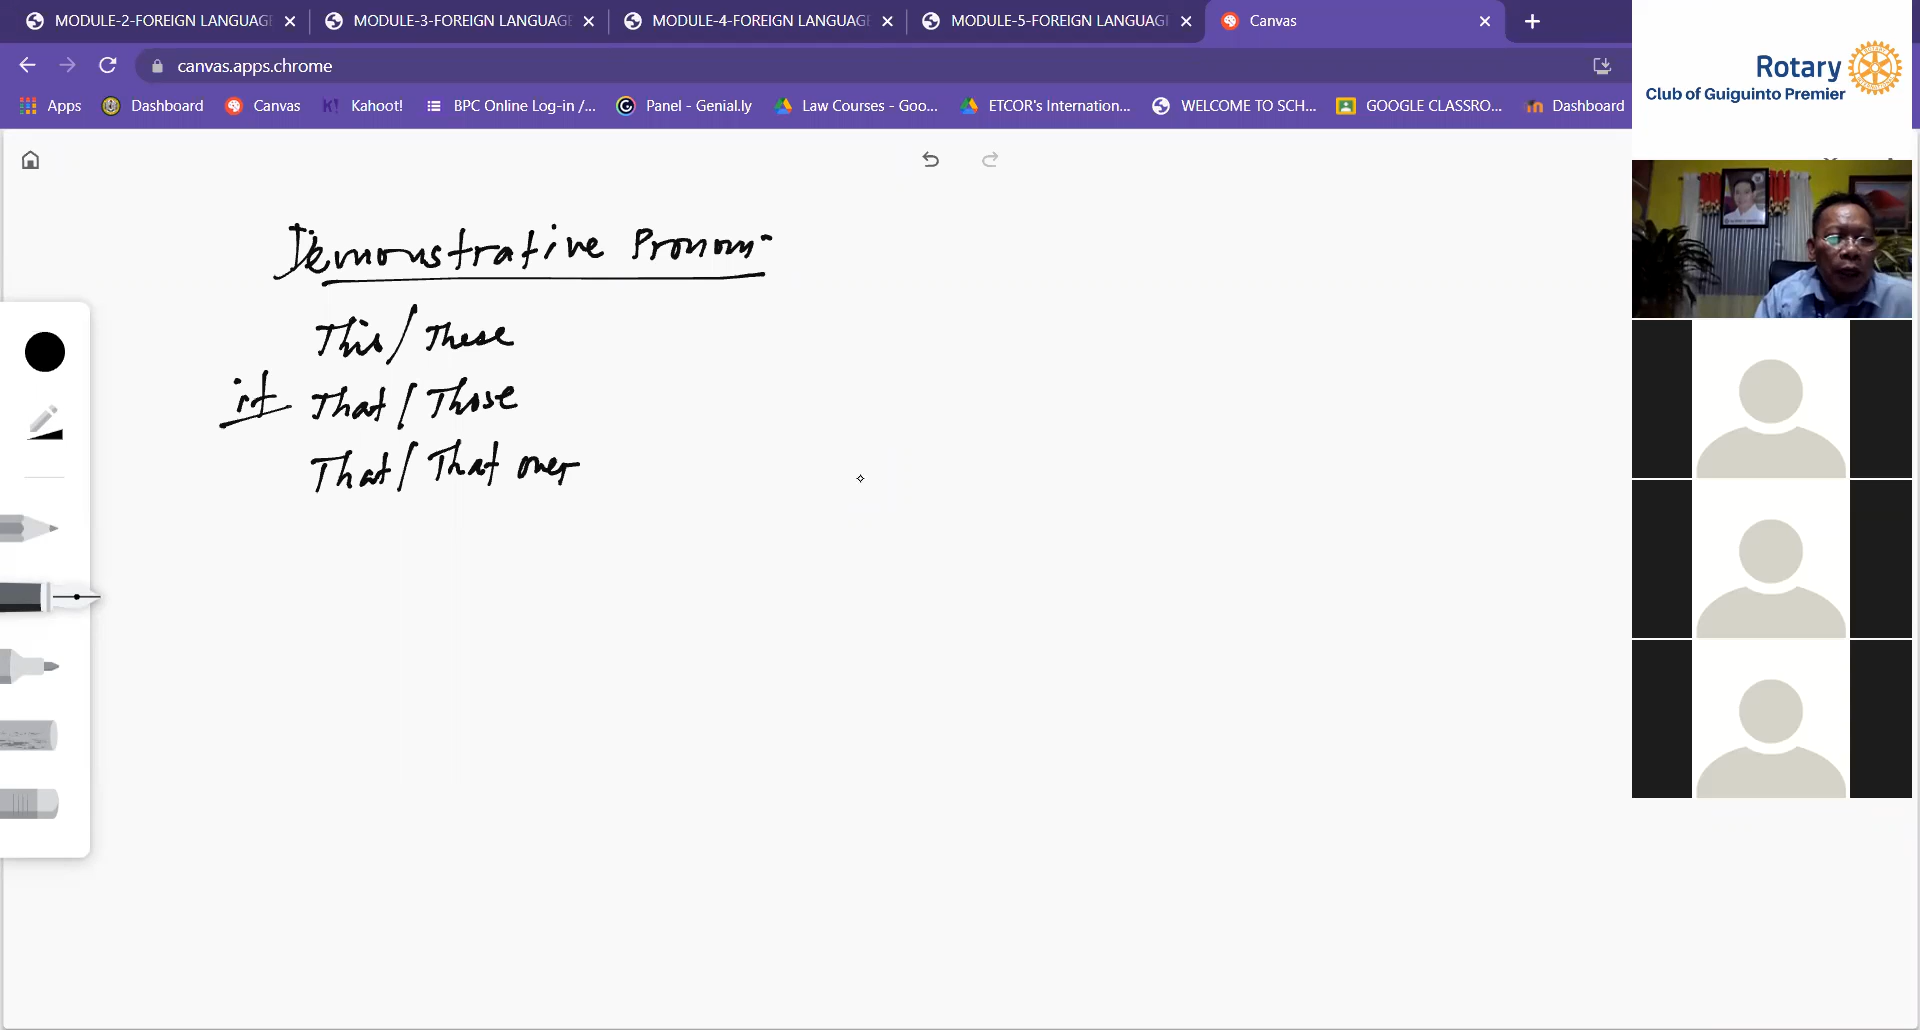 MODULE-2-FOREIGN LANGUAGE
MODULE-3-FOREIGN LANGUAGE
MODULE-4-FOREIGN LANGUAGE
MODULE-5-FOREIGN LANGUAGE
Canvas
canvas.apps.chrome
Apps
Dashboard
Canvas
Kahoot!
BPC Online Log-in /...
Panel - Genial.ly
Law Courses - Goo...
ETCOR's Internation...
WELCOME TO SCH...
GOOGLE CLASSRO...
Dashboard
Rotary
Club of Guiguinto Premier
Demonstrative Pronoun
This / These
it That / Those
That / That over